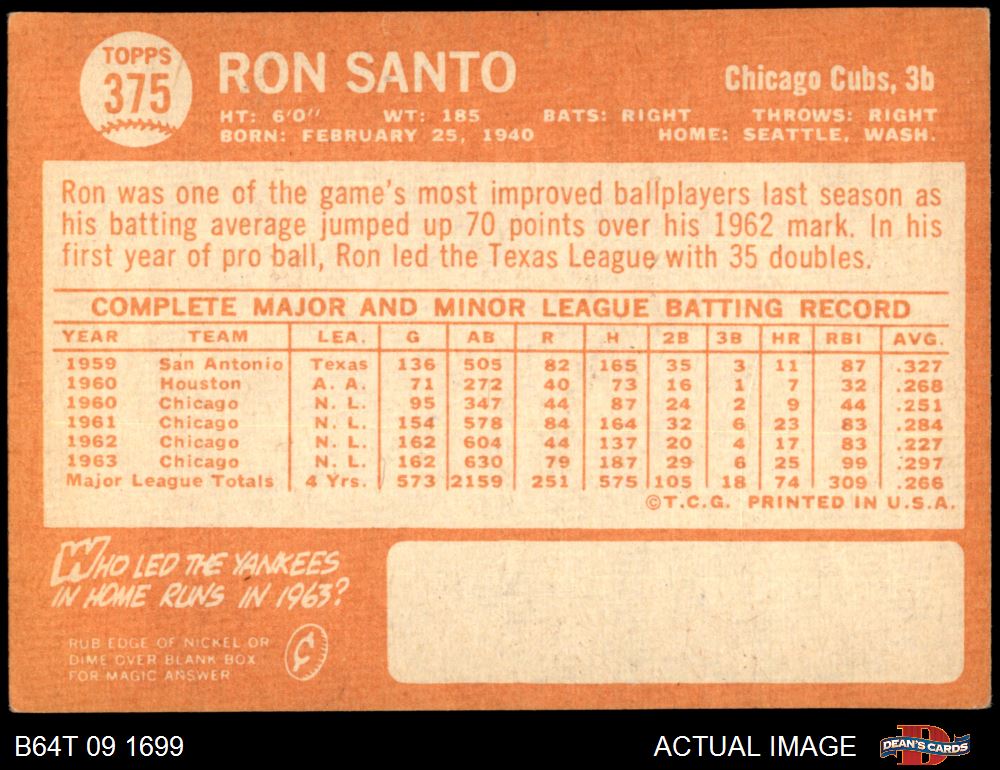 TOPPS
375
RON SANTO
Chicago Cubs, 3b
HT: 6'0" WT: 185 BATS: RIGHT THROWS: RIGHT
BORN: FEBRUARY 25, 1940 HOME: SEATTLE, WASH.
Ron was one of the game's most improved ballplayers last season as
his batting average jumped up 70 points over his 1962 mark. In his
first year of pro ball, Ron led the Texas League with 35 doubles.
COMPLETE MAJOR AND MINOR LEAGUE BATTING RECORD
YEAR TEAM LEA. G AB R H 2B 3B HR RBI AVG.
1959 San Antonio Texas 136 505 82 165 35 3 11 87 .327
1960 Houston A. A. 71 272 40 73 16 1 7 32 .268
1960 Chicago N. L. 95 347 44 87 24 2 9 44 .251
1961 Chicago N. L. 154 578 84 164 32 6 23 83 .284
1962 Chicago N. L. 162 604 44 137 20 4 17 83 .227
1963 Chicago N. L. 162 630 79 187 29 6 25 99 .297
Major League Totals 4 Yrs. 573 2159 251 575 105 18 74 309 .266
©T.C.G. PRINTED IN U.S.A.
WHO LED THE YANKEES
IN HOME RUNS IN 1963?
RUB EDGE OF NICKEL OR
DIME OVER BLANK BOX
FOR MAGIC ANSWER
¢
B64T 09 1699
ACTUAL IMAGE
D
DEAN'S CARDS